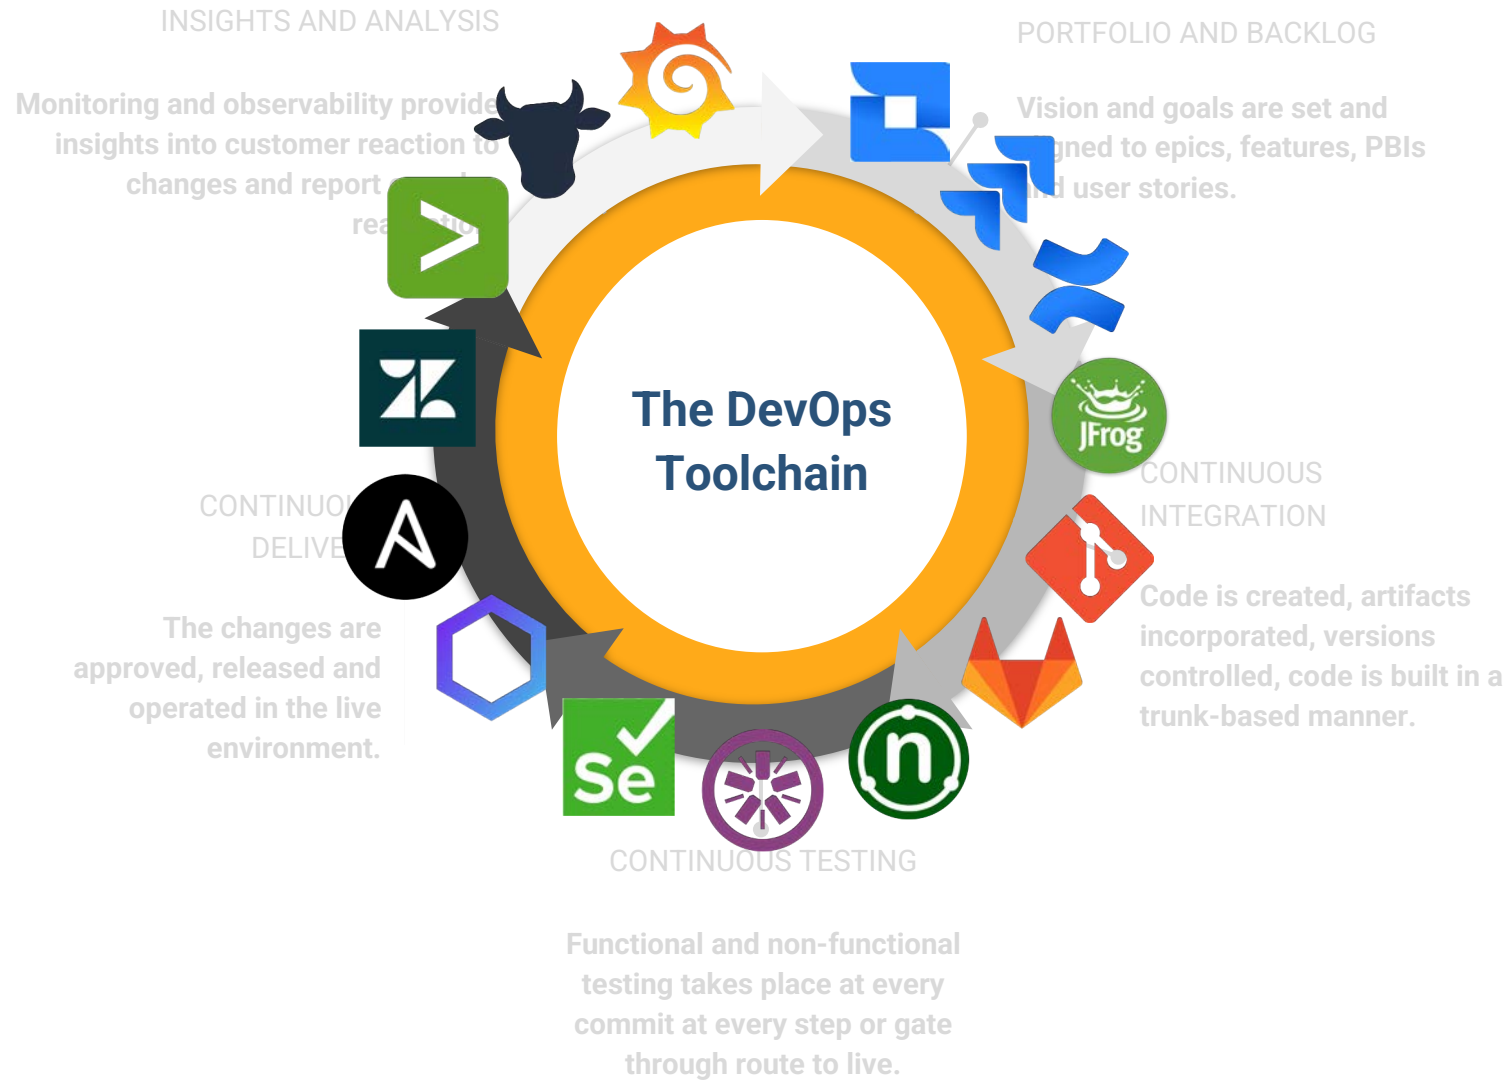 INSIGHTS AND ANALYSIS
Monitoring and observability provide
insights into customer reaction to
changes and report
PORTFOLIO AND BACKLOG
Vision and goals are set and
to epics, features, PBIs
user stories.
The DevOps
Toolchain
JFrog
CONTINUOUS
INTEGRATION
Code is created, artifacts
incorporated, versions
controlled, code is built in a
trunk-based manner.
n
Se
CONTINUOUS TESTING
Functional and non-functional
testing takes place at every
commit at every step or gate
through route to live.
The changes are
approved, released and
operated in the live
environment.